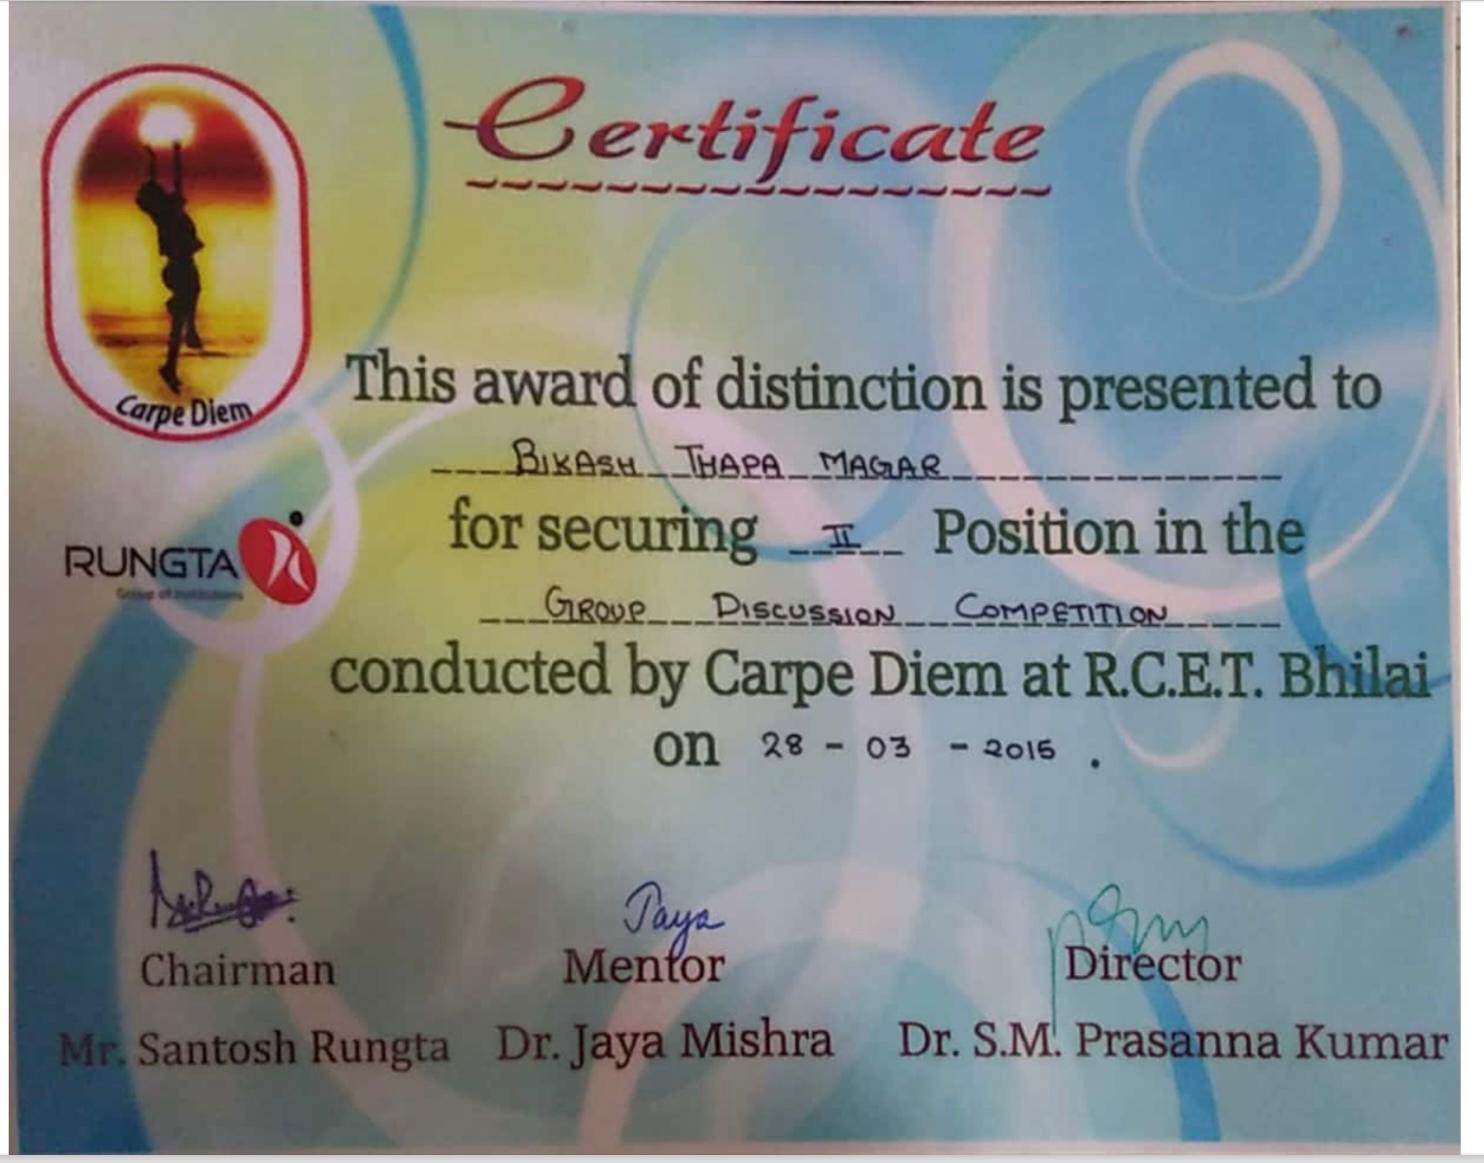 Certificate
Carpe Diem
This award of distinction is presented to
BIKASH THAPA MAGAR
RUNGTA
Group of Institutions
for securing II Position in the
GROUP DISCUSSION COMPETITION
conducted by Carpe Diem at R.C.E.T. Bhilai
on 28 - 03 - 2015 .
Jaya
Chairman Mentor Director
Mr. Santosh Rungta Dr. Jaya Mishra Dr. S.M. Prasanna Kumar